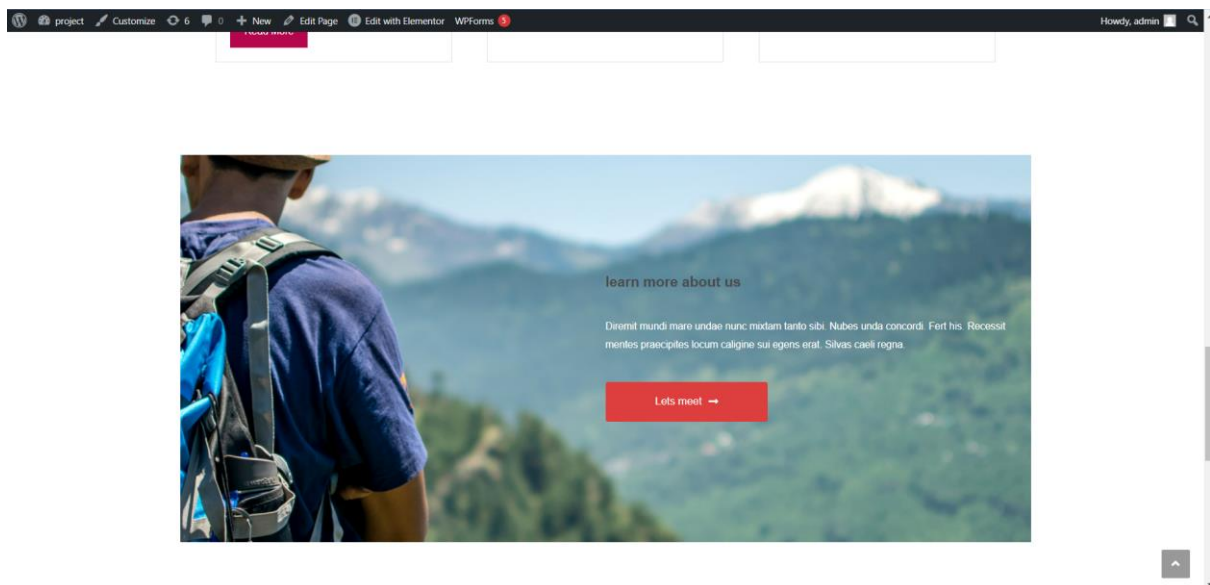 project Customize 6 0 New Edit Page Edit with Elementor WPForms 5 Howdy, admin
Read More
learn more about us
Diremit mundi mare undae nunc mixtam tanto sibi. Nubes unda concordi. Fert his. Recessit
mentes praecipites locum caligine sui egens erat. Silvas caeli regna.
Lets meet →